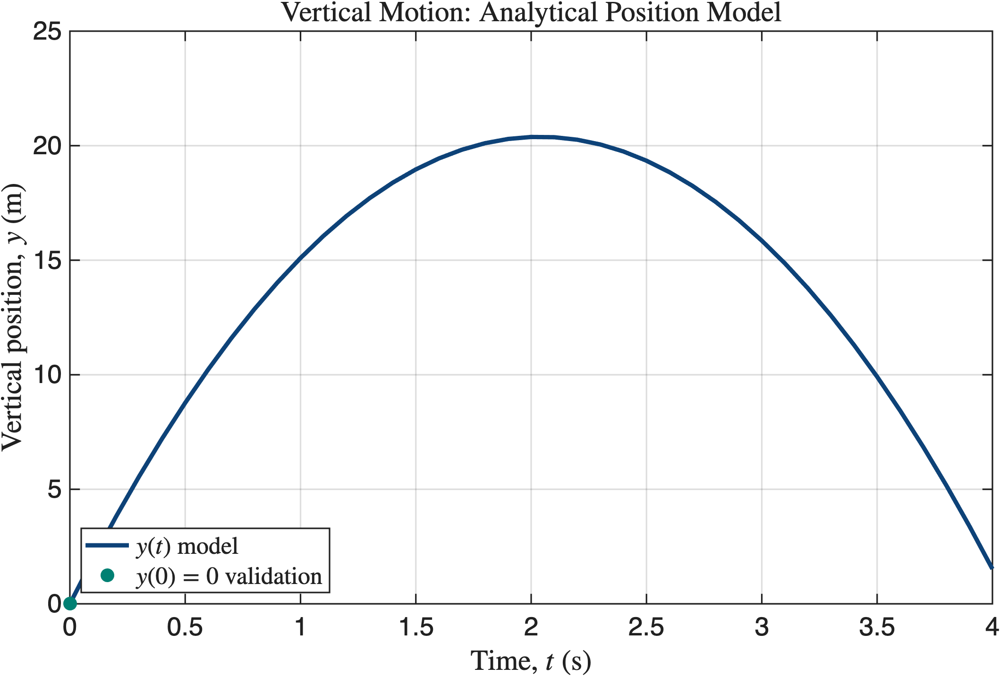 Vertical Motion: Analytical Position Model
25
20
15
10
5
0
Vertical position, y (m)
y(t) model
y(0) = 0 validation
0 0.5 1 1.5 2 2.5 3 3.5 4
Time, t (s)